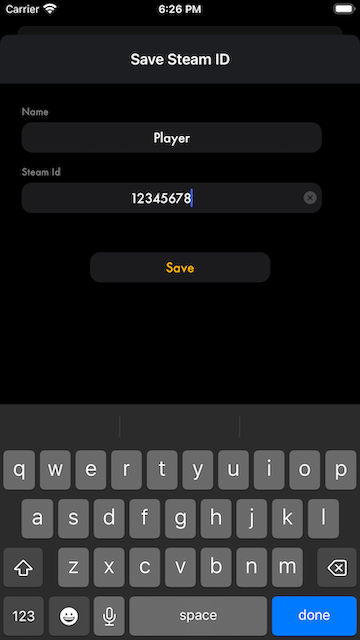 Carrier 6:26 PM
Save Steam ID
Name
Player
Steam Id
12345678
Save
q w e r t y u i o p
a s d f g h j k l
z x c v b n m
123 space done